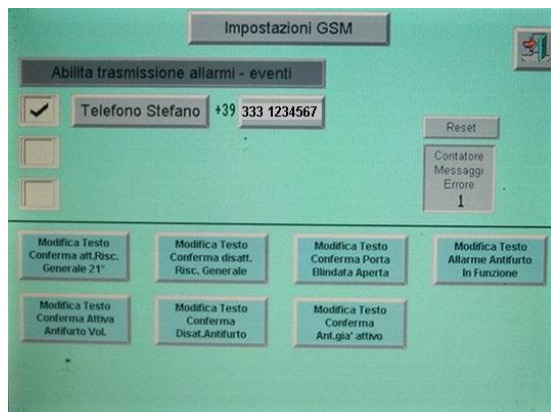 Impostazioni GSM
Abilita trasmissione allarmi - eventi
Telefono Stefano +39 333 1234567
Reset
Contatore
Messaggi
Errore
1
Modifica Testo
Conferma att.Risc.
Generale 21°
Modifica Testo
Conferma disatt.
Risc. Generale
Modifica Testo
Conferma Porta
Blindata Aperta
Modifica Testo
Allarme Antifurto
In Funzione
Modifica Testo
Conferma Attiva
Antifurto Vol.
Modifica Testo
Conferma
Disat.Antifurto
Modifica Testo
Conferma
Ant.gia' attivo